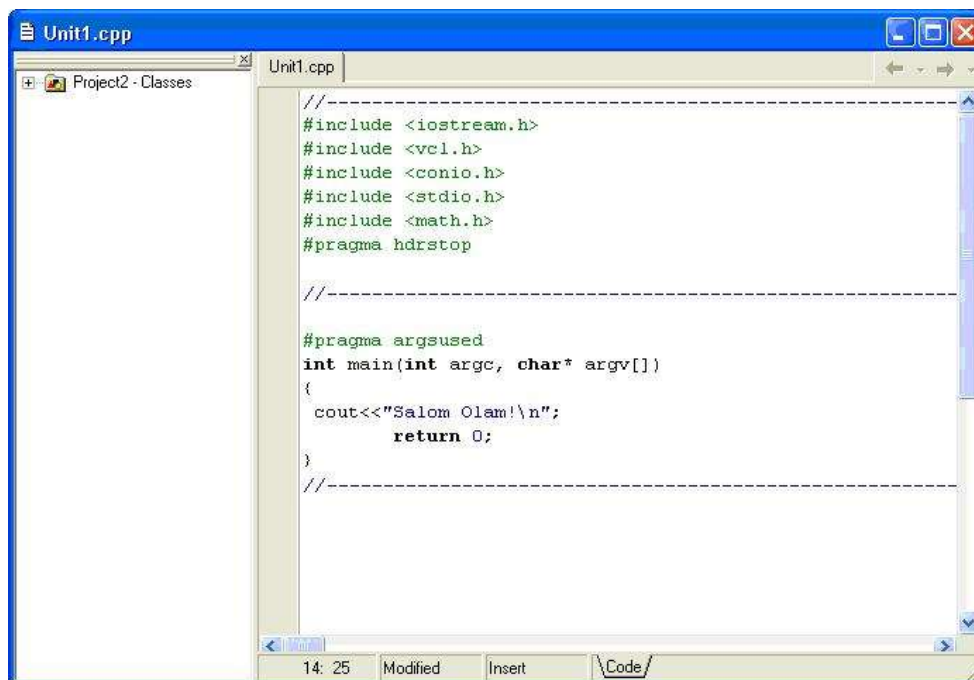 Unit1.cpp
Project2 - Classes
Unit1.cpp
//--------------------------------------------------------
#include <iostream.h>
#include <vcl.h>
#include <conio.h>
#include <stdio.h>
#include <math.h>
#pragma hdrstop
//--------------------------------------------------------
#pragma argsused
int main(int argc, char* argv[])
{
cout<<"Salom Olam!\n";
return 0;
}
//--------------------------------------------------------
14: 25 Modified Insert \Code/